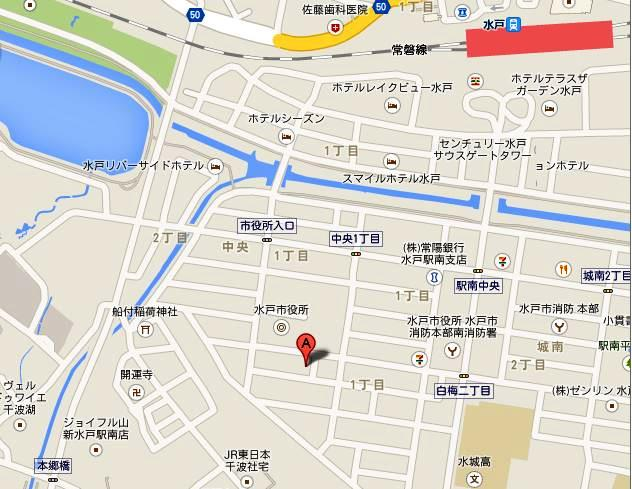 佐藤歯科医院
1丁目
50
50
水戸
常磐線
ホテルレイクビュー水戸
ホテルテラスザ
ガーデン水戸
ホテルシーズン
1丁目
センチュリー水戸
サウスゲートタワー
水戸リバーサイドホテル
ョンホテル
スマイルホテル水戸
市役所入口
2丁目
中央
1丁目
中央1丁目
(株)常陽銀行
水戸駅南支店
駅南中央
城南2丁目
1丁目
船付稲荷神社
水戸市役所
水戸市消防 本部
小貫書
水戸市役所 水戸市
消防本部南消防署
A
城南
2丁目
駅南平
開運寺
1丁目
白梅二丁目
(株)ゼンリン 水戸
ヴェル
ドゥワイエ
千波湖
ジョイフル山
新水戸駅南店
本郷橋
JR東日本
千波社宅
水城高